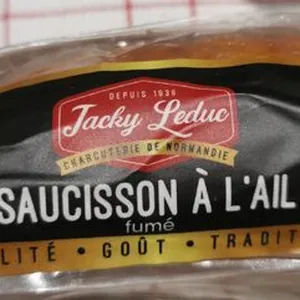 DEPUIS 1936
Jacky Leduc
CHARCUTERIE DE NORMANDIE
SAUCISSON À L'AIL
fumé
LITÉ • GOÛT • TRADIT